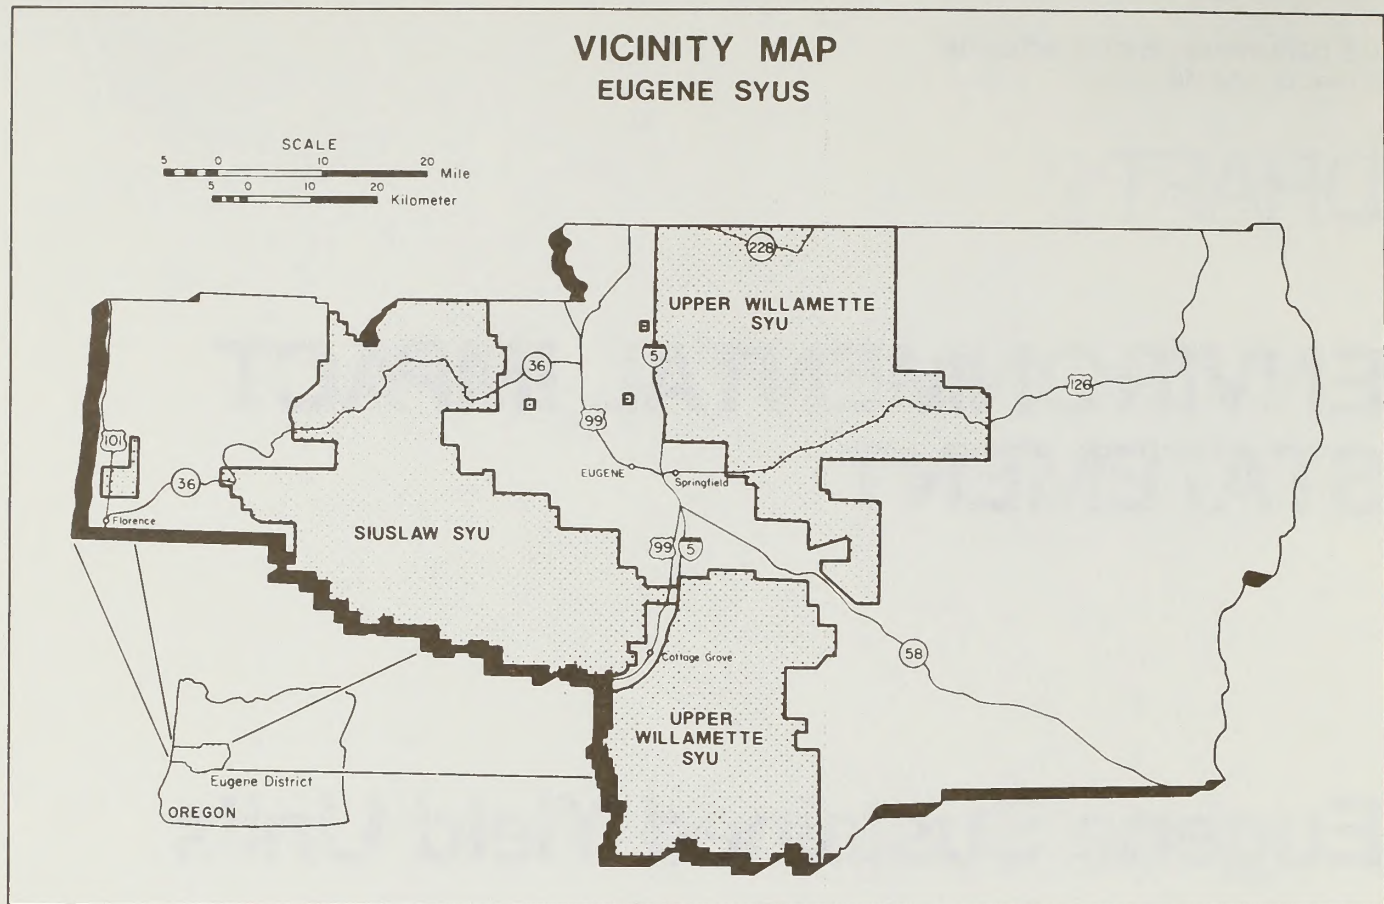 VICINITY MAP
EUGENE SYUS
SCALE
5 0 10 20
Mile
5 0 10 20
Kilometer
228
UPPER WILLAMETTE
SYU
5
36
126
99
101
EUGENE
Springfield
36
Florence
SIUSLAW SYU
99 5
58
Cottage Grove
UPPER
WILLAMETTE
SYU
Eugene District
OREGON